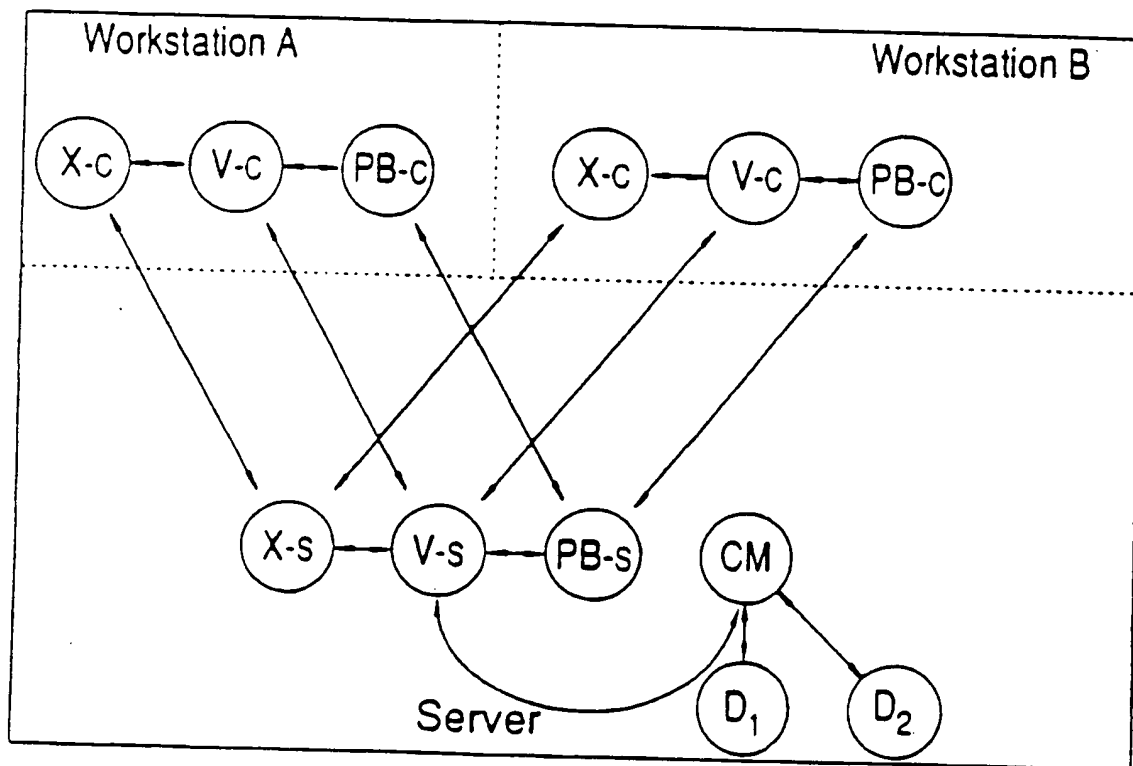 Workstation A
Workstation B
X-c
V-c
PB-c
X-c
V-c
PB-c
X-s
V-s
PB-s
CM
Server
D1
D2